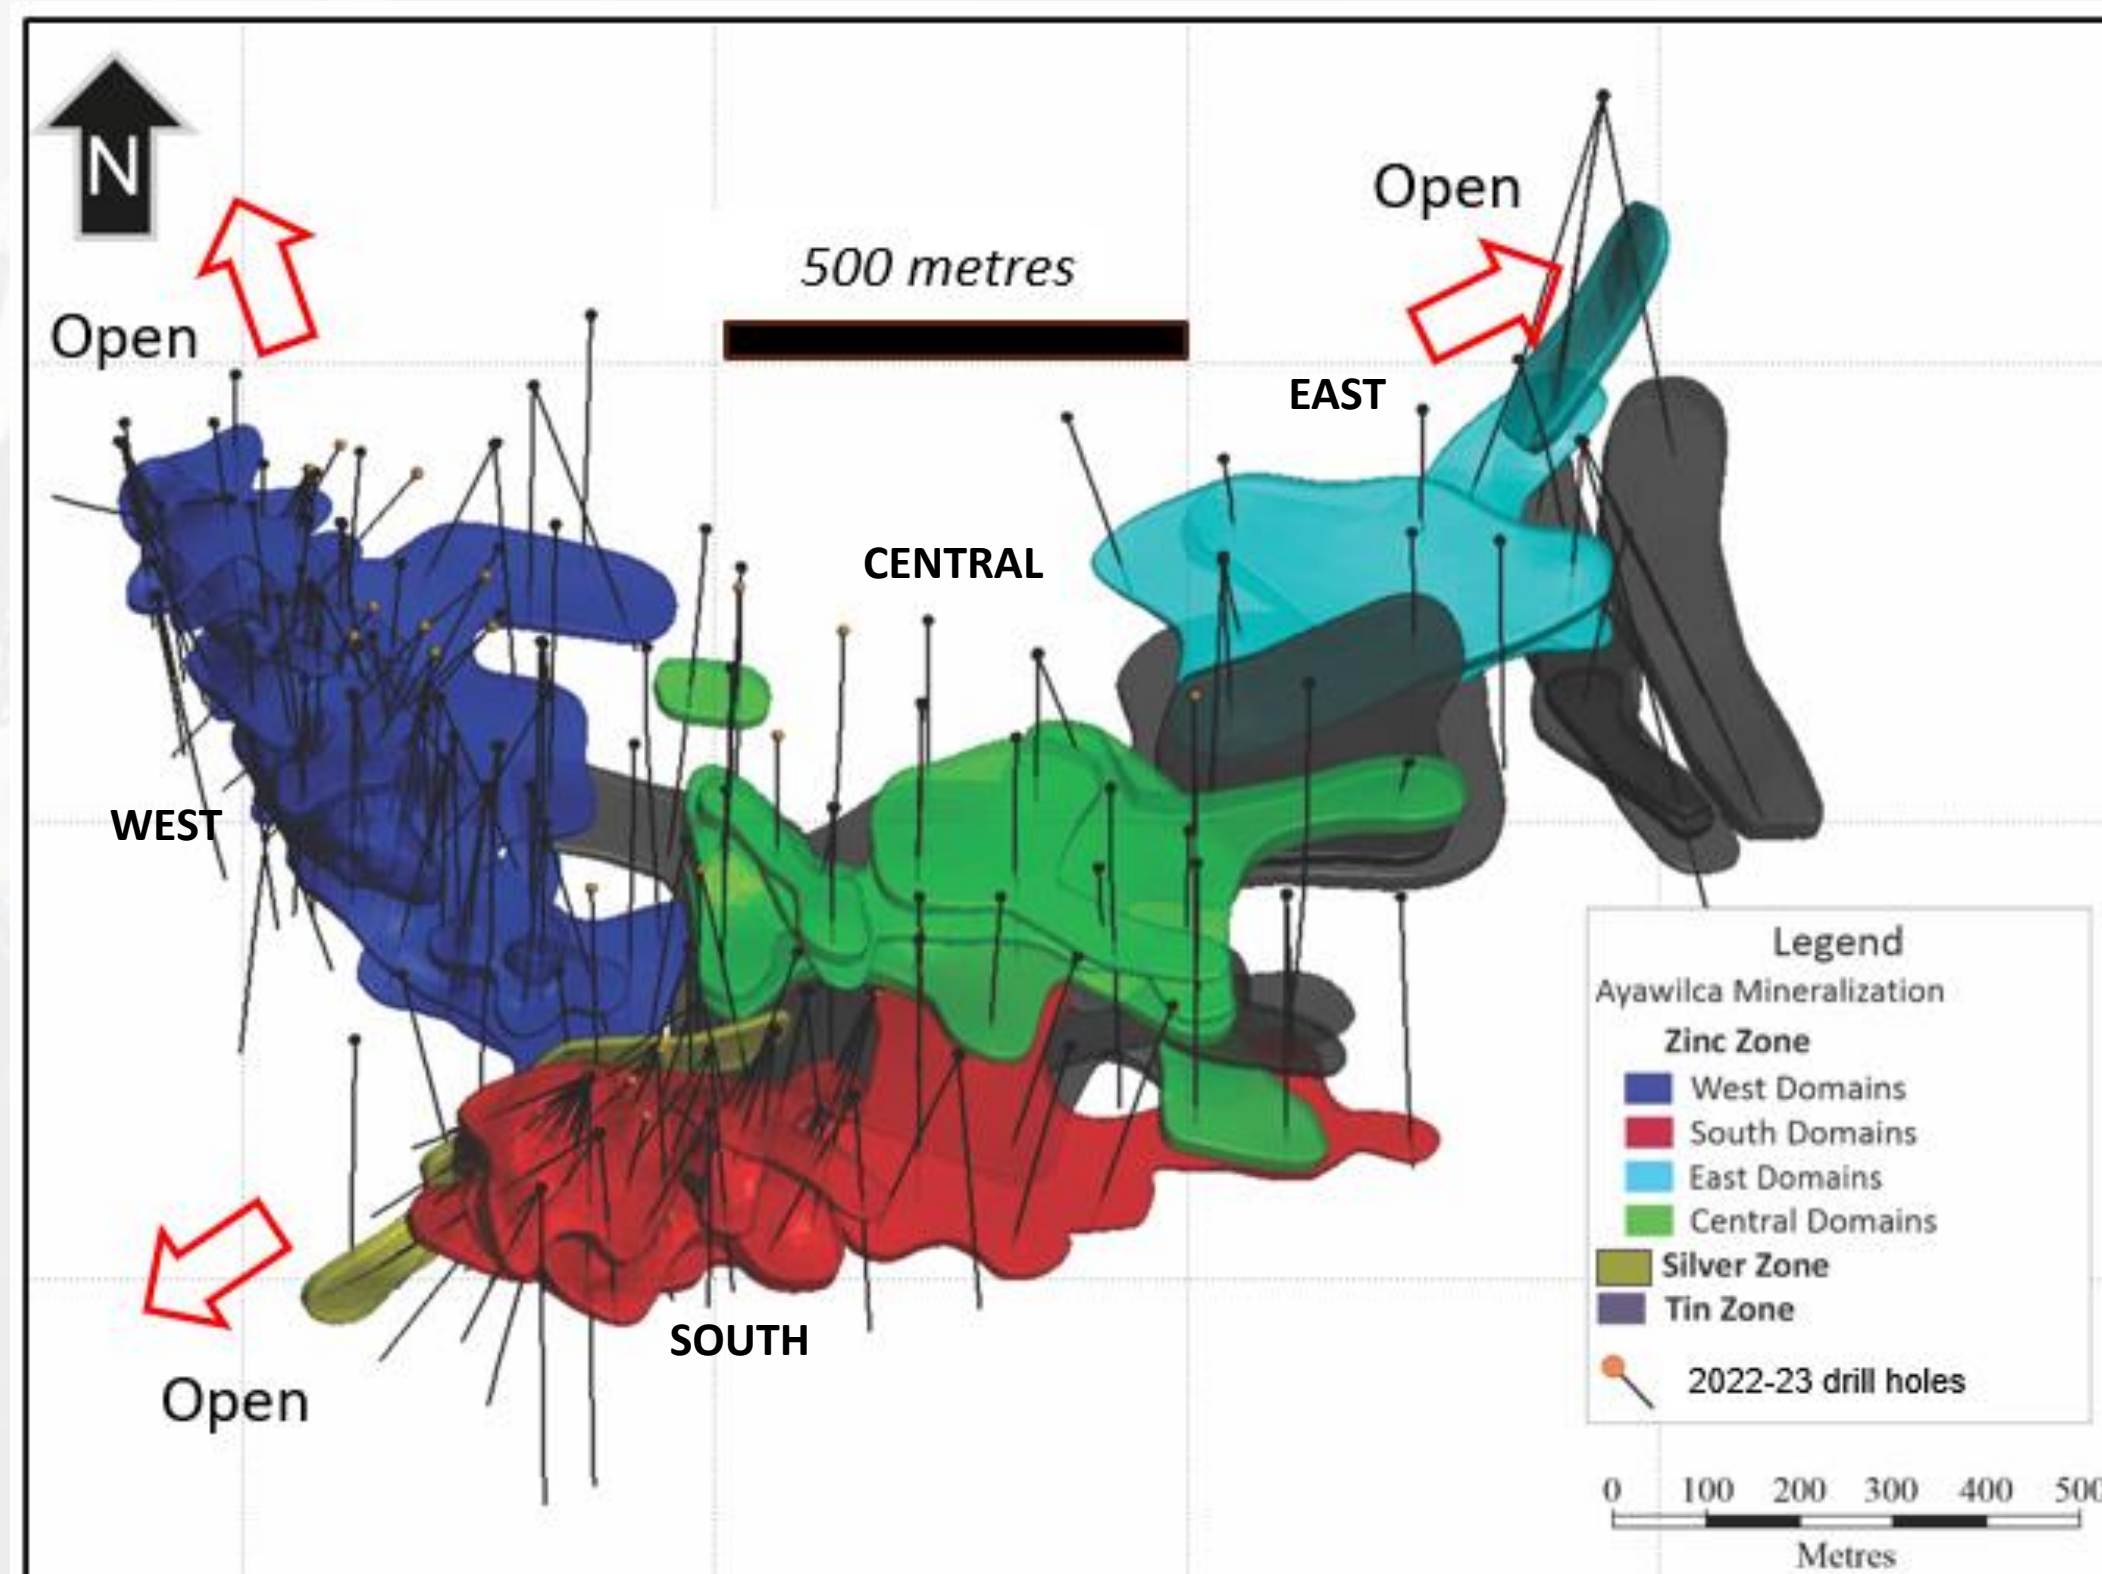 N
Open
500 metres
Open
EAST
CENTRAL
WEST
SOUTH
Open
Legend
Ayawilca Mineralization
Zinc Zone
West Domains
South Domains
East Domains
Central Domains
Silver Zone
Tin Zone
2022-23 drill holes
0 100 200 300 400 500
Metres